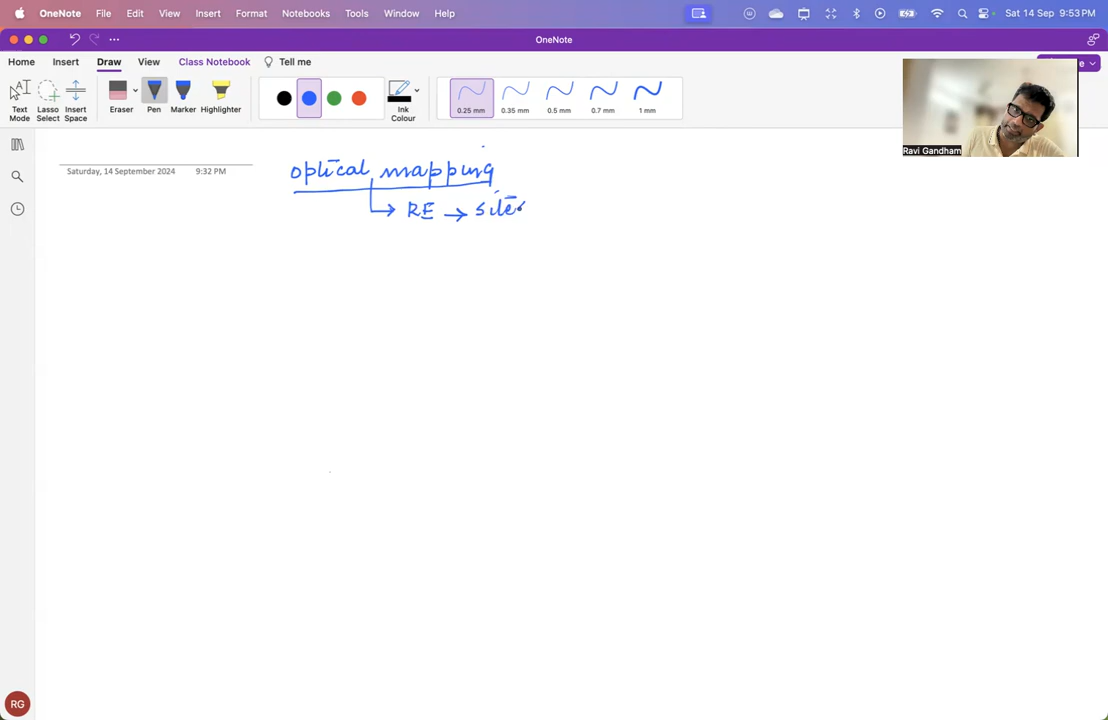 OneNote File Edit View Insert Format Notebooks Tools Window Help Sat 14 Sep 9:53 PM
OneNote
Home Insert Draw View Class Notebook Tell me
Text Mode
Lasso Select
Insert Space
Eraser
Pen
Marker
Highlighter
Ink Colour
0.25 mm
0.35 mm
0.5 mm
0.7 mm
1 mm
Ravi Gandham
Saturday, 14 September 2024 9:32 PM
optical mapping
RE → site
RG